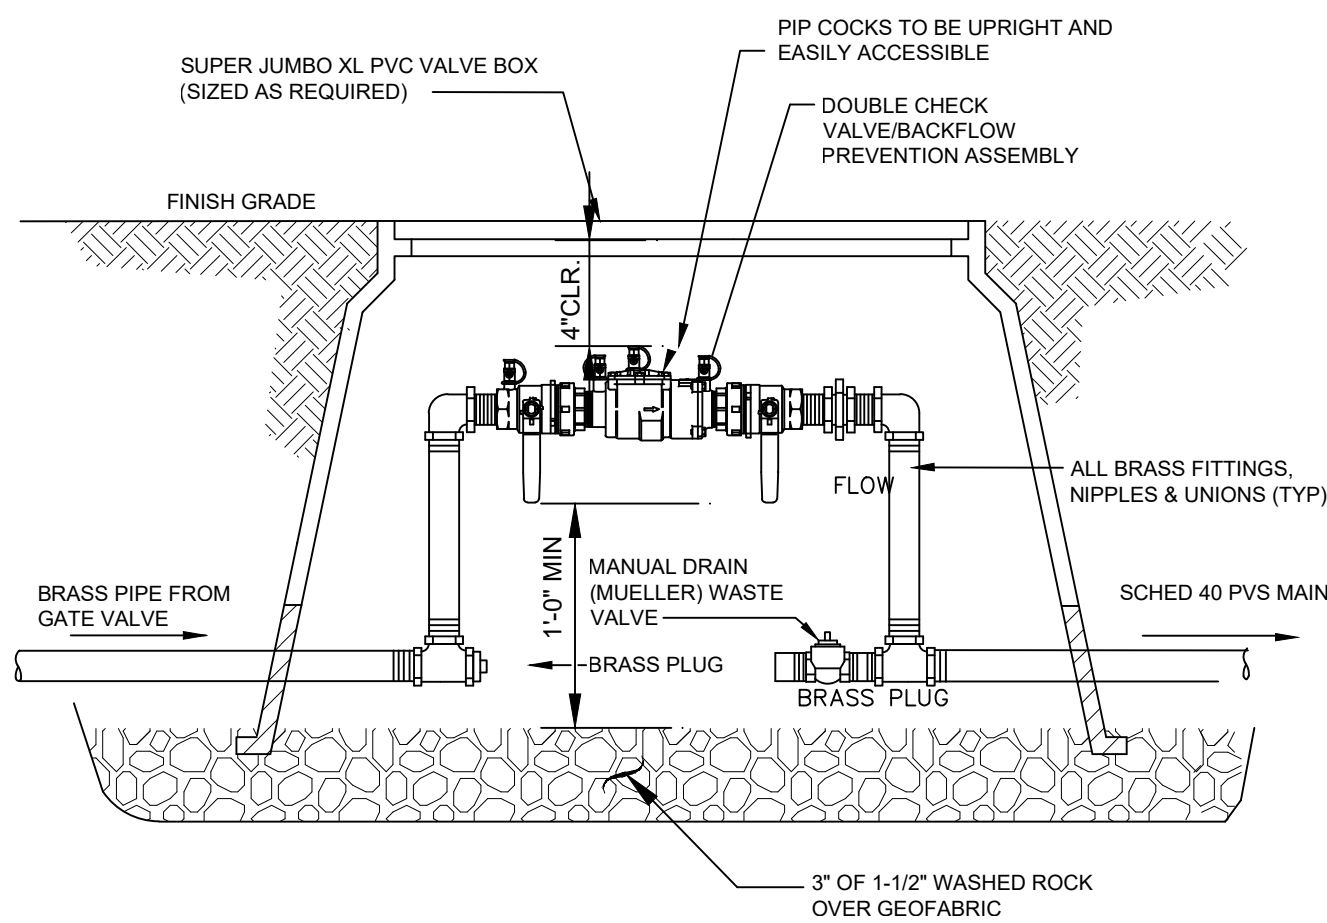 PIP COCKS TO BE UPRIGHT AND
EASILY ACCESSIBLE
SUPER JUMBO XL PVC VALVE BOX
(SIZED AS REQUIRED)
DOUBLE CHECK
VALVE/BACKFLOW
PREVENTION ASSEMBLY
FINISH GRADE
4"CLR.
FLOW
ALL BRASS FITTINGS,
NIPPLES & UNIONS (TYP)
1'-0" MIN
MANUAL DRAIN
(MUELLER) WASTE
VALVE
BRASS PIPE FROM
GATE VALVE
SCHED 40 PVS MAIN
BRASS PLUG
BRASS PLUG
3" OF 1-1/2" WASHED ROCK
OVER GEOFABRIC